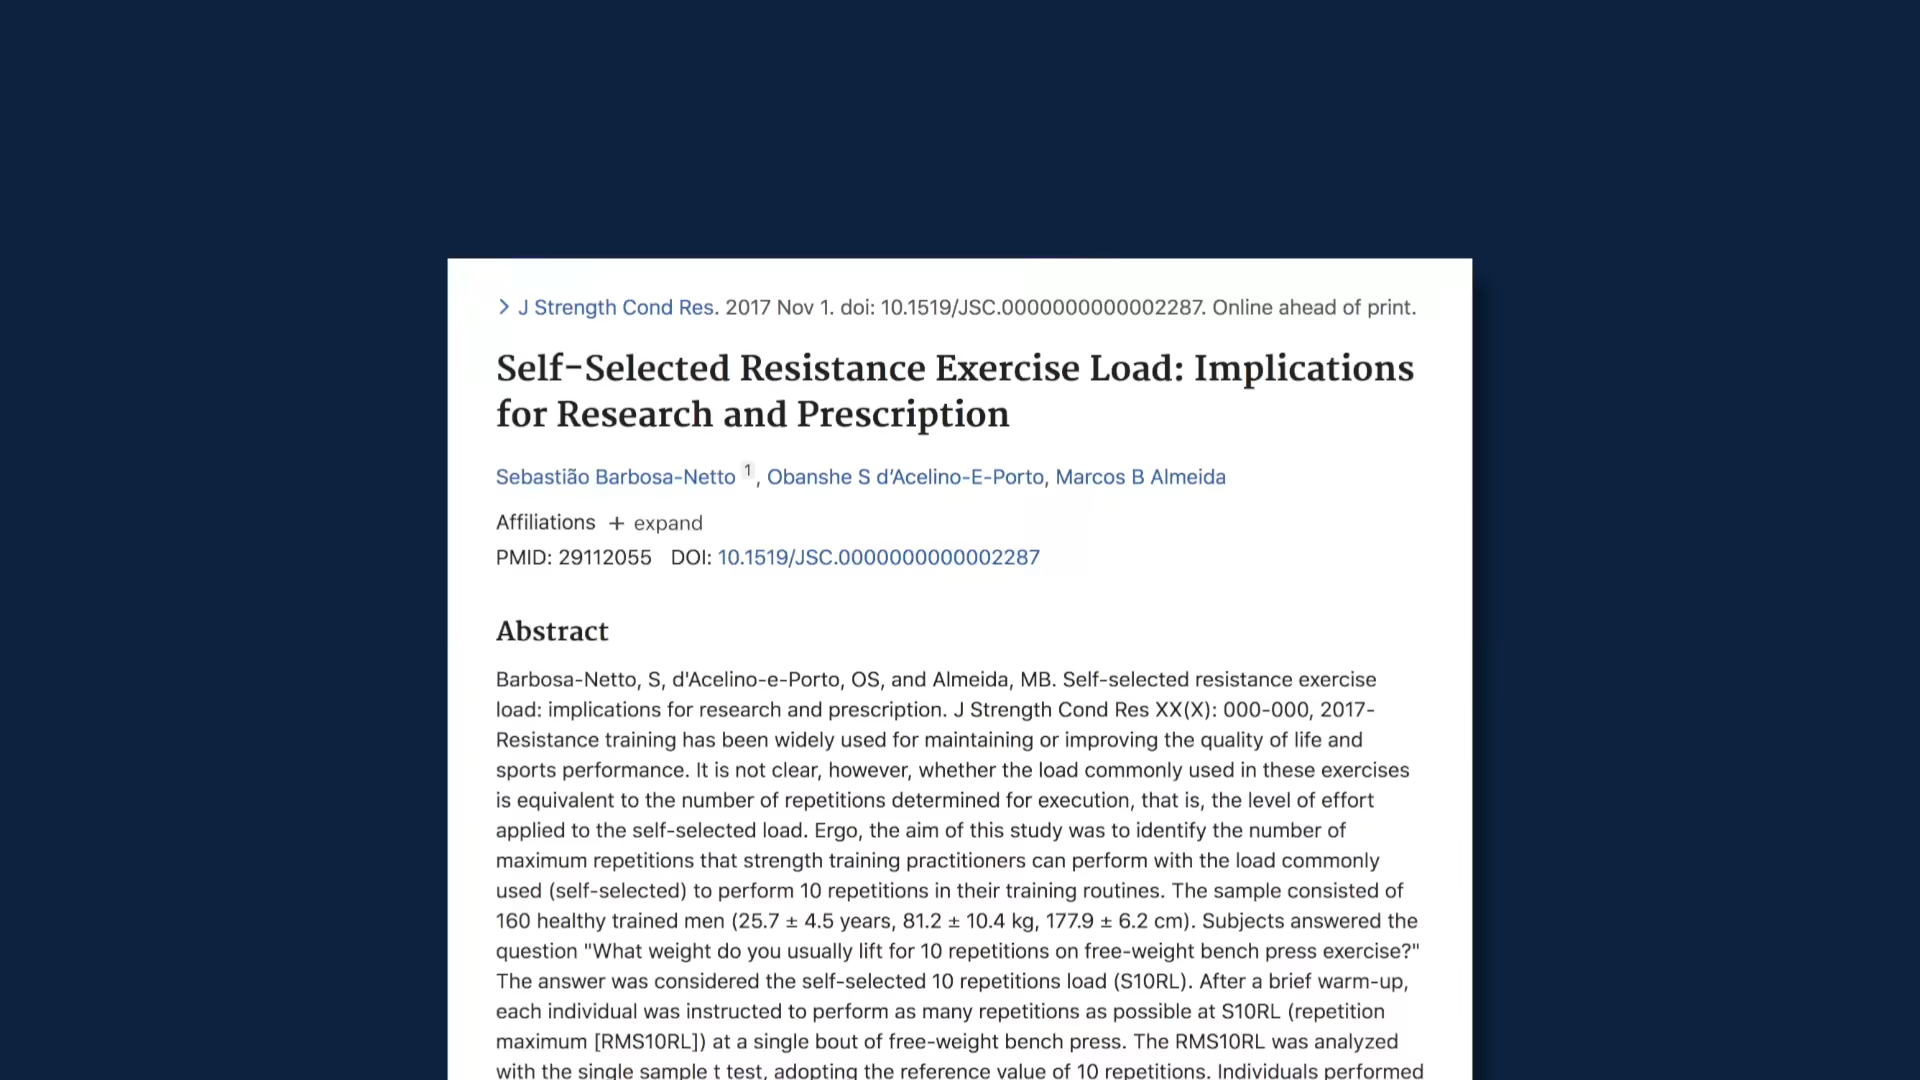 > J Strength Cond Res. 2017 Nov 1. doi: 10.1519/JSC.0000000000002287. Online ahead of print.
Self-Selected Resistance Exercise Load: Implications
for Research and Prescription
Sebastião Barbosa-Netto 1, Obanshe S d'Acelino-E-Porto, Marcos B Almeida
Affiliations + expand
PMID: 29112055 DOI: 10.1519/JSC.0000000000002287
Abstract
Barbosa-Netto, S, d'Acelino-e-Porto, OS, and Almeida, MB. Self-selected resistance exercise
load: implications for research and prescription. J Strength Cond Res XX(X): 000-000, 2017-
Resistance training has been widely used for maintaining or improving the quality of life and
sports performance. It is not clear, however, whether the load commonly used in these exercises
is equivalent to the number of repetitions determined for execution, that is, the level of effort
applied to the self-selected load. Ergo, the aim of this study was to identify the number of
maximum repetitions that strength training practitioners can perform with the load commonly
used (self-selected) to perform 10 repetitions in their training routines. The sample consisted of
160 healthy trained men (25.7 ± 4.5 years, 81.2 ± 10.4 kg, 177.9 ± 6.2 cm). Subjects answered the
question "What weight do you usually lift for 10 repetitions on free-weight bench press exercise?"
The answer was considered the self-selected 10 repetitions load (S10RL). After a brief warm-up,
each individual was instructed to perform as many repetitions as possible at S10RL (repetition
maximum [RMS10RL]) at a single bout of free-weight bench press. The RMS10RL was analyzed
with the single sample t test, adopting the reference value of 10 repetitions. Individuals performed